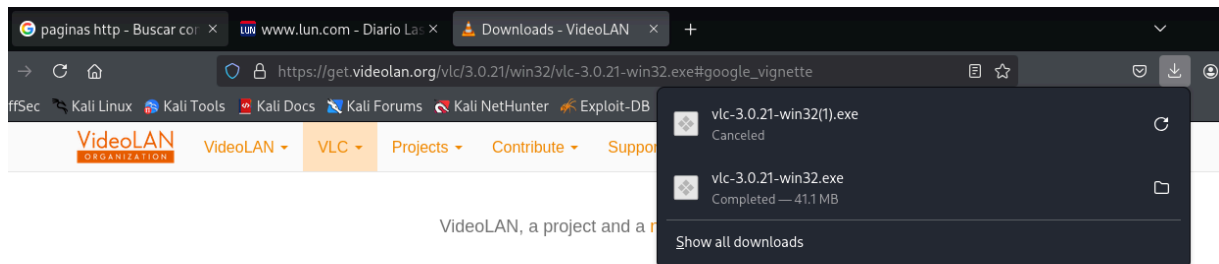 paginas http - Buscar cor
www.lun.com - Diario Las
Downloads - VideoLAN
https://get.videolan.org/vlc/3.0.21/win32/vlc-3.0.21-win32.exe#google_vignette
ffSec Kali Linux Kali Tools Kali Docs Kali Forums Kali NetHunter Exploit-DB
VideoLAN
ORGANIZATION
VideoLAN VLC Projects Contribute Suppor
vlc-3.0.21-win32(1).exe
Canceled
vlc-3.0.21-win32.exe
Completed — 41.1 MB
Show all downloads
VideoLAN, a project and a